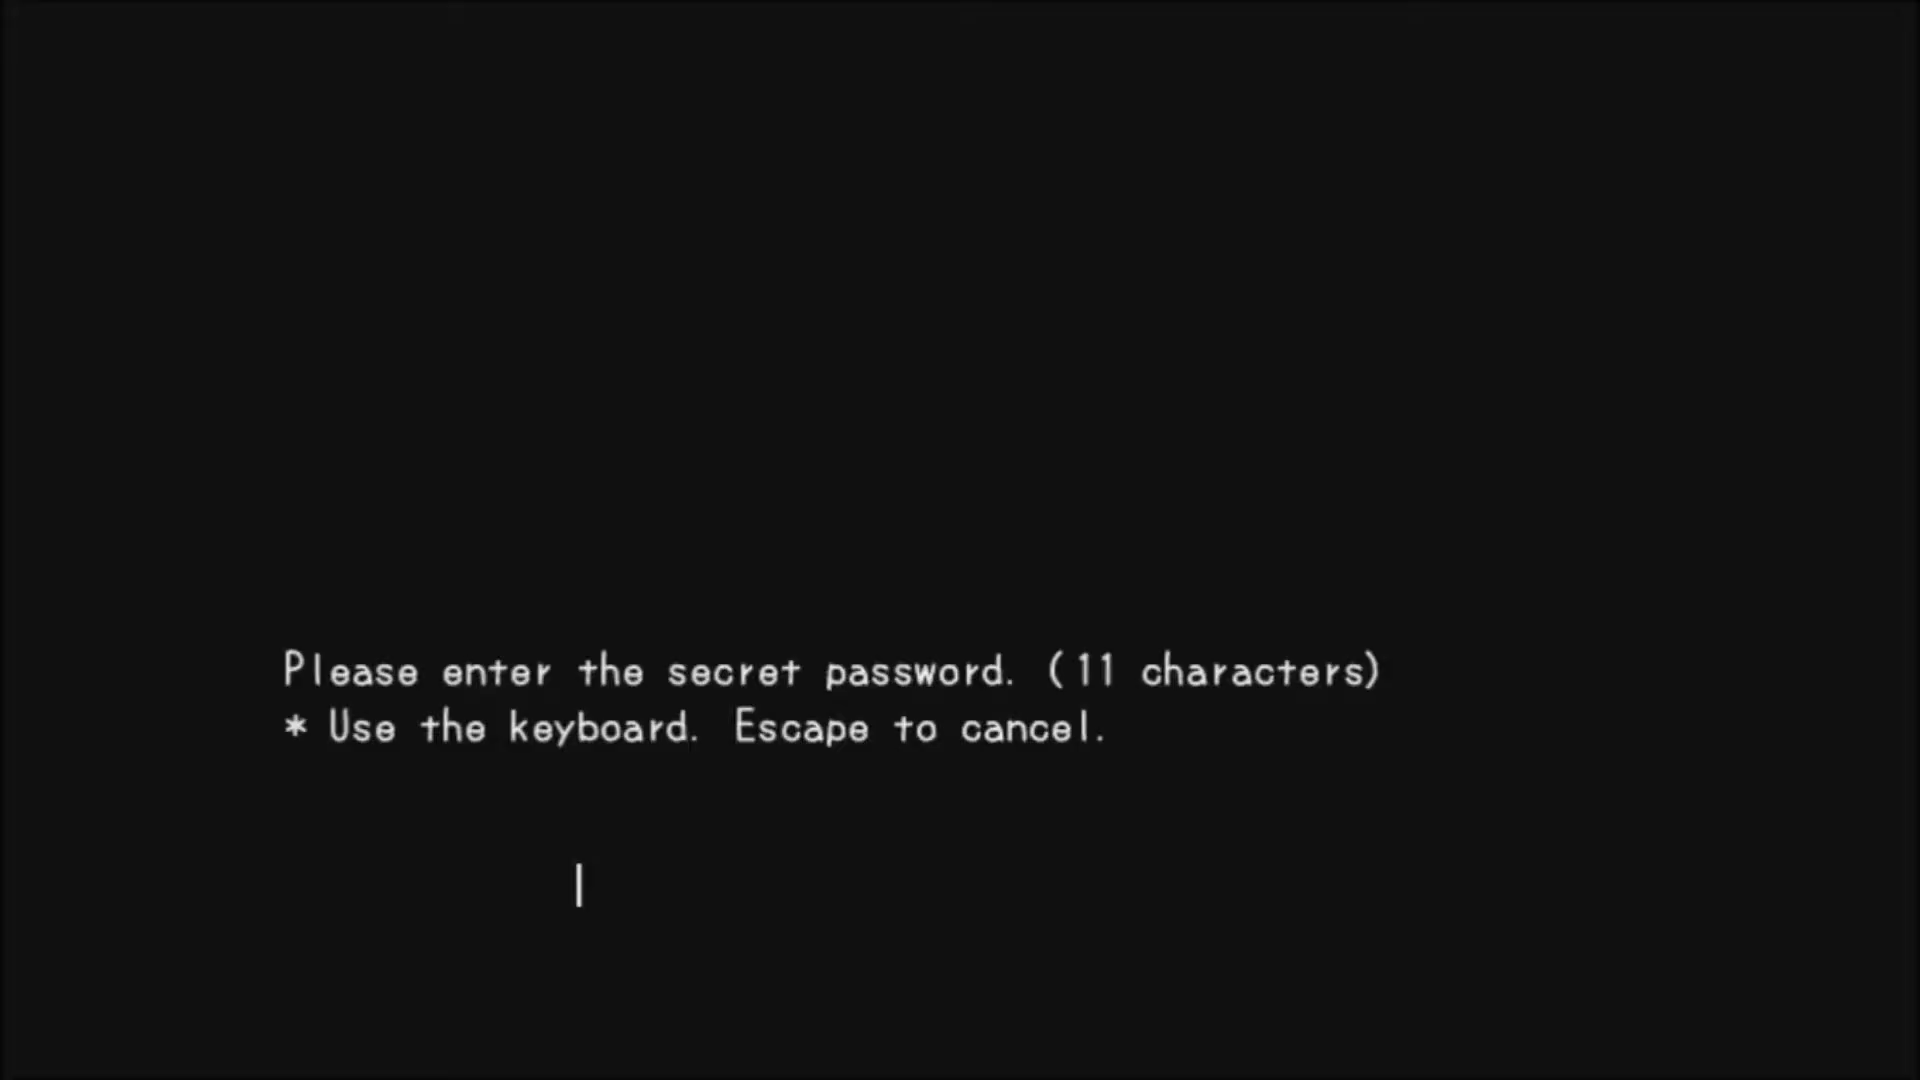 Please enter the secret password. (11 characters)
* Use the keyboard. Escape to cancel.